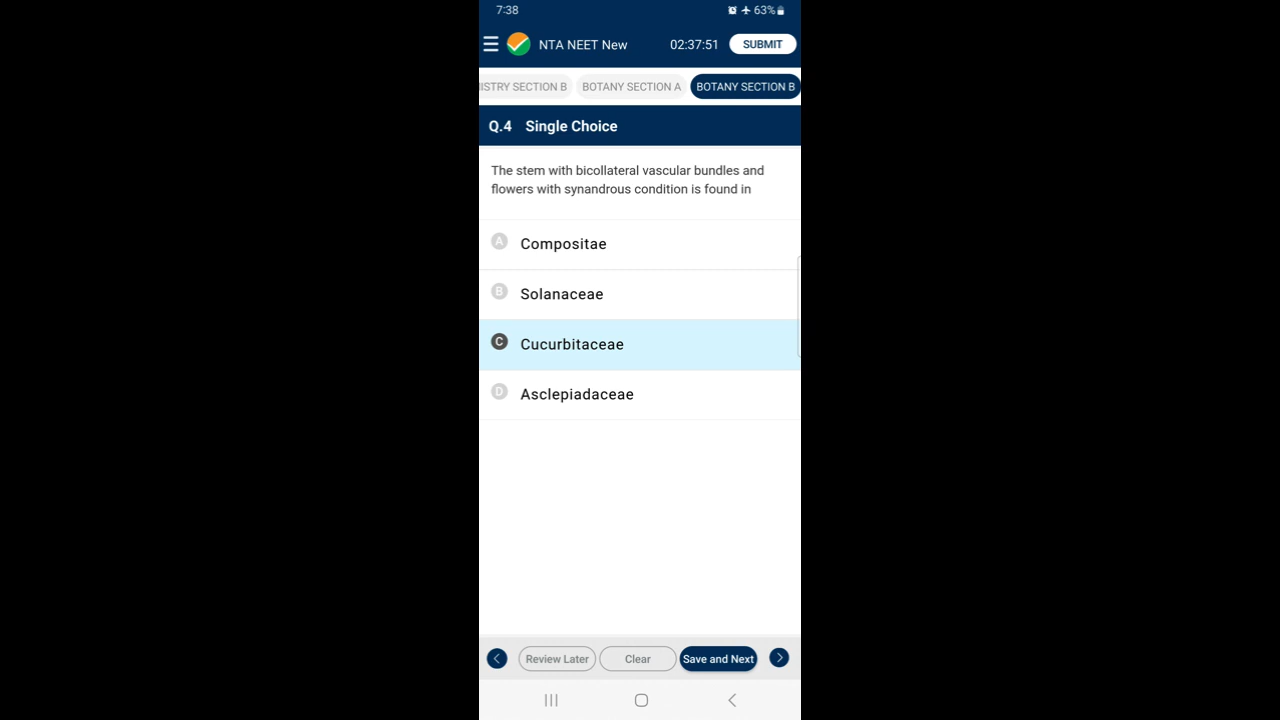 7:38 63%
NTA NEET New 02:37:51 SUBMIT
ISTRY SECTION B BOTANY SECTION A BOTANY SECTION B
Q.4 Single Choice
The stem with bicollateral vascular bundles and
flowers with synandrous condition is found in
A Compositae
B Solanaceae
C Cucurbitaceae
D Asclepiadaceae
Review Later Clear Save and Next